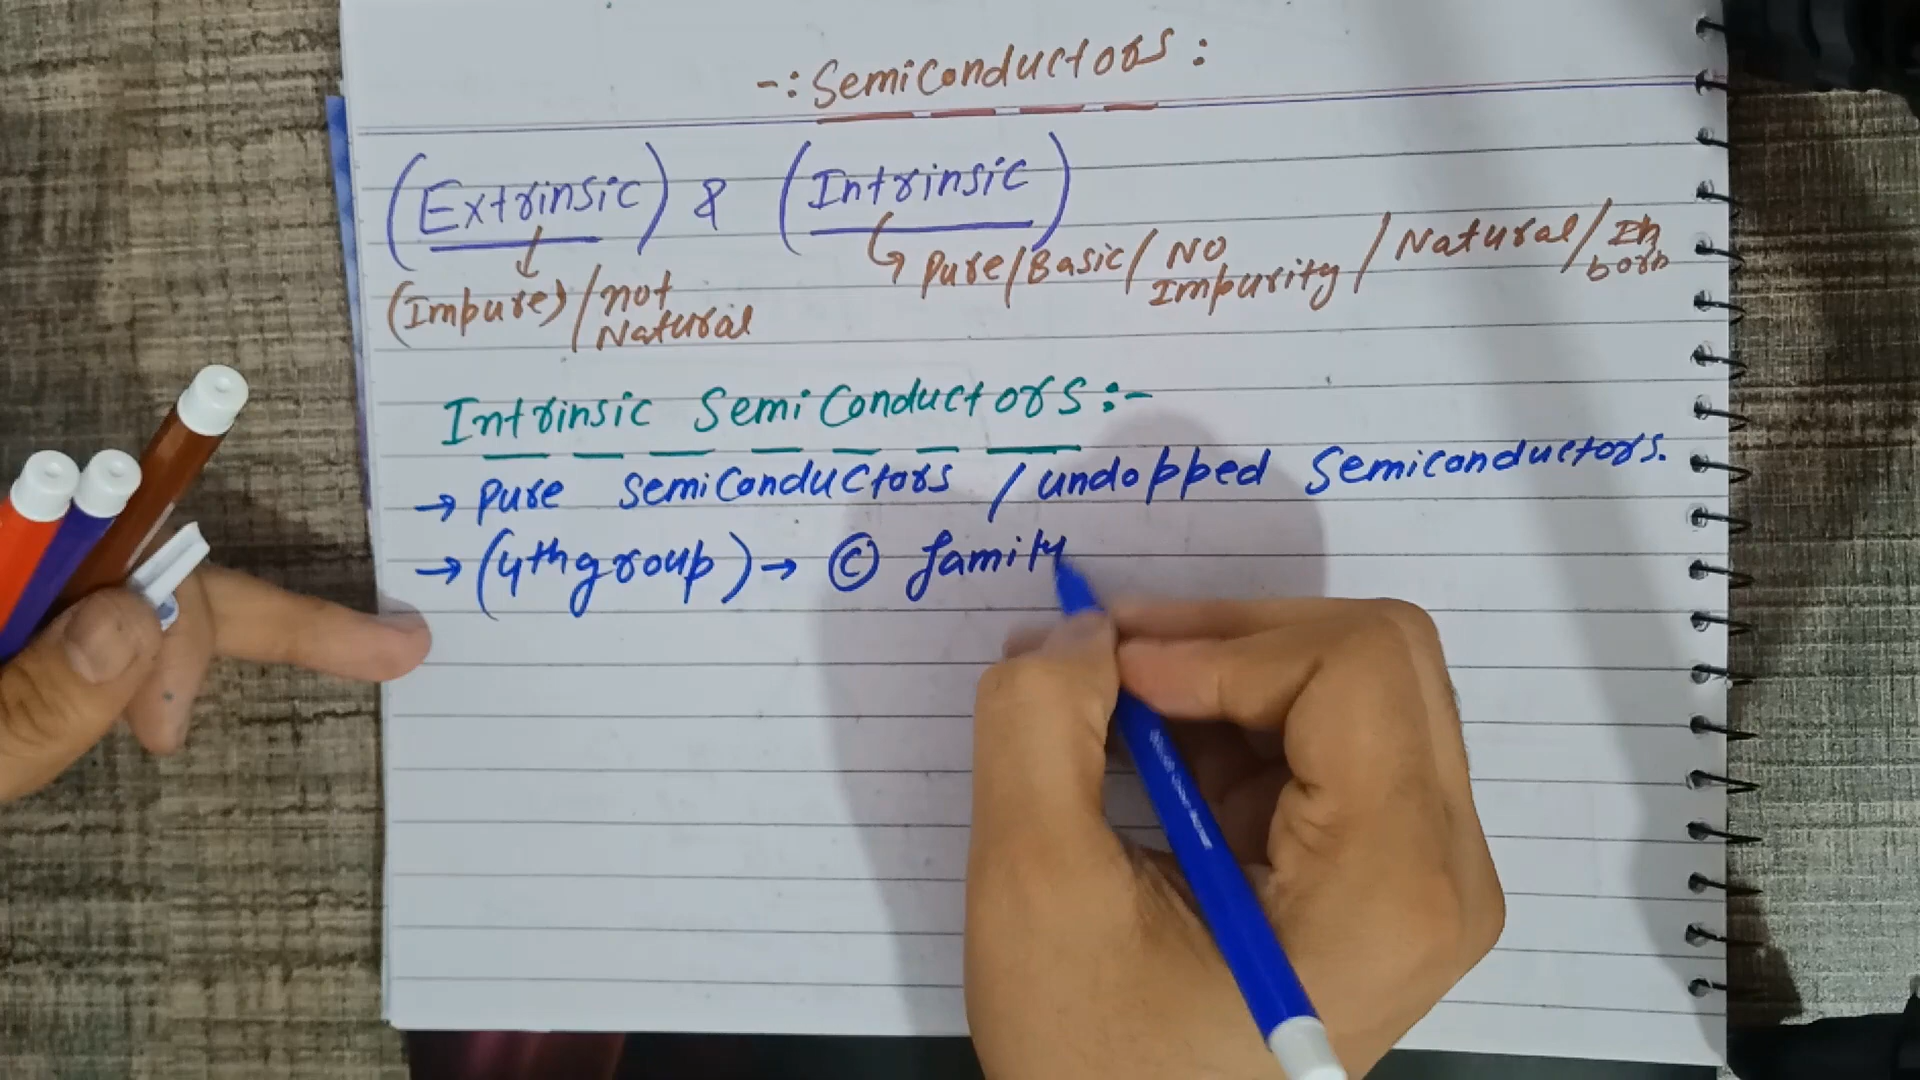 -: Semiconductors :
(Extrinsic) & (Intrinsic)
(Impure) / not Natural
Pure / Basic / No Impurity / Natural / In born
Intrinsic Semiconductors :-
→ Pure semiconductors / undopped Semiconductors.
→ (4th group) → © family